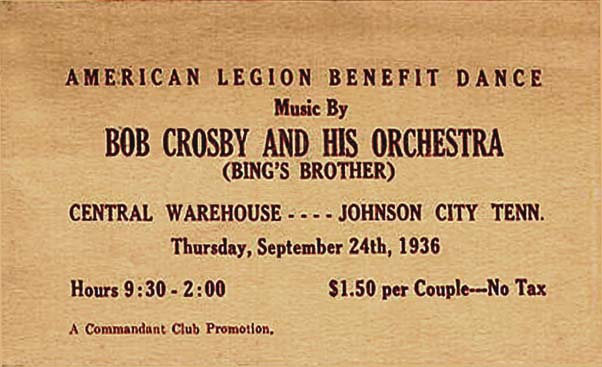 AMERICAN LEGION BENEFIT DANCE
Music By
BOB CROSBY AND HIS ORCHESTRA
(BING'S BROTHER)
CENTRAL WAREHOUSE - - - - JOHNSON CITY TENN.
Thursday, September 24th, 1936
Hours 9:30 - 2:00 $1.50 per Couple---No Tax
A Commandant Club Promotion.